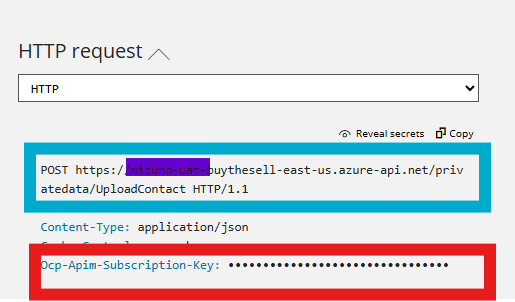 HTTP request
HTTP
Reveal secrets Copy
POST https://mizuho-uat-buythesell-east-us.azure-api.net/priv
atedata/UploadContact HTTP/1.1
Content-Type: application/json
Ocp-Apim-Subscription-Key: ••••••••••••••••••••••••••••••••